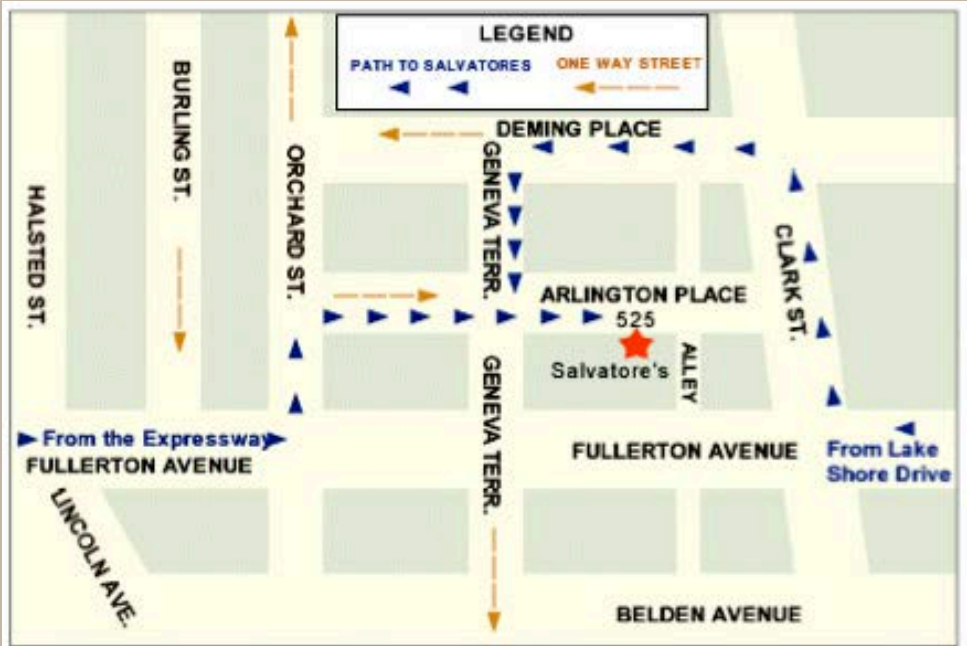 LEGEND
PATH TO SALVATORES
ONE WAY STREET
DEMING PLACE
BURLING ST.
ORCHARD ST.
GENEVA TERR.
HALSTED ST.
CLARK ST.
ARLINGTON PLACE
525
Salvatore's
ALLEY
GENEVA TERR.
From the Expressway
FULLERTON AVENUE
FULLERTON AVENUE
From Lake
Shore Drive
LINCOLN AVE.
BELDEN AVENUE